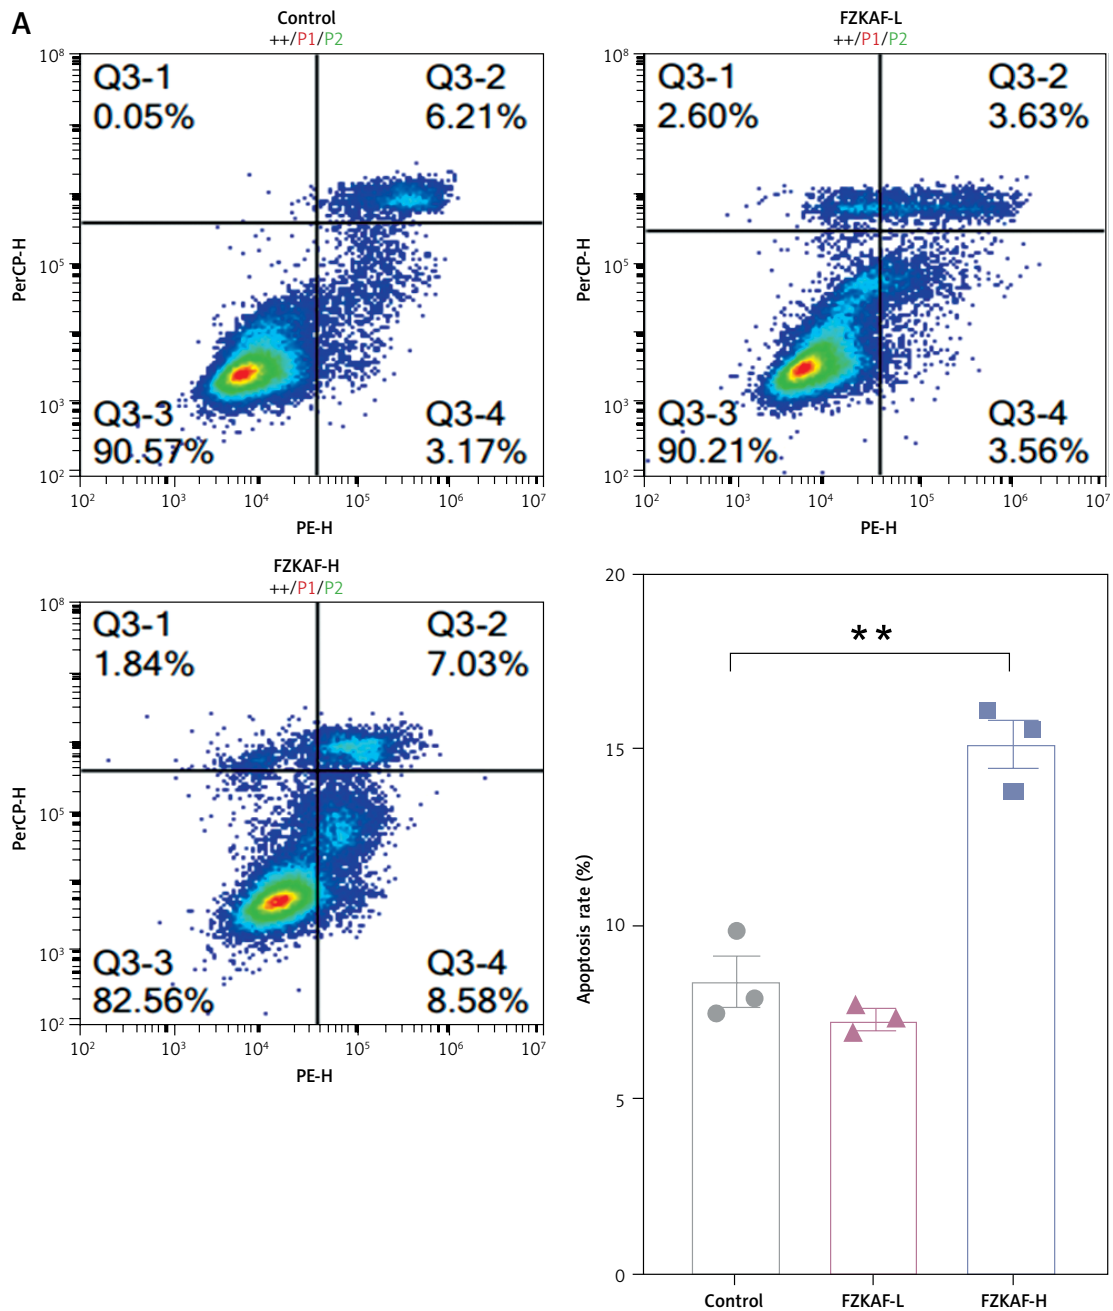 A
Control
++/P1/P2
Q3-1
0.05%
Q3-2
6.21%
Q3-3
90.57%
Q3-4
3.17%
10⁸
10⁵
10³
10²
PerCP-H
10² 10³ 10⁴ 10⁵ 10⁶ 10⁷
PE-H
FZKAF-L
++/P1/P2
Q3-1
2.60%
Q3-2
3.63%
Q3-3
90.21%
Q3-4
3.56%
10⁸
10⁵
10³
10²
PerCP-H
10² 10³ 10⁴ 10⁵ 10⁶ 10⁷
PE-H
FZKAF-H
++/P1/P2
Q3-1
1.84%
Q3-2
7.03%
Q3-3
82.56%
Q3-4
8.58%
10⁸
10⁵
10³
10²
PerCP-H
10² 10³ 10⁴ 10⁵ 10⁶ 10⁷
PE-H
20
15
10
5
0
Apoptosis rate (%)
**
Control FZKAF-L FZKAF-H